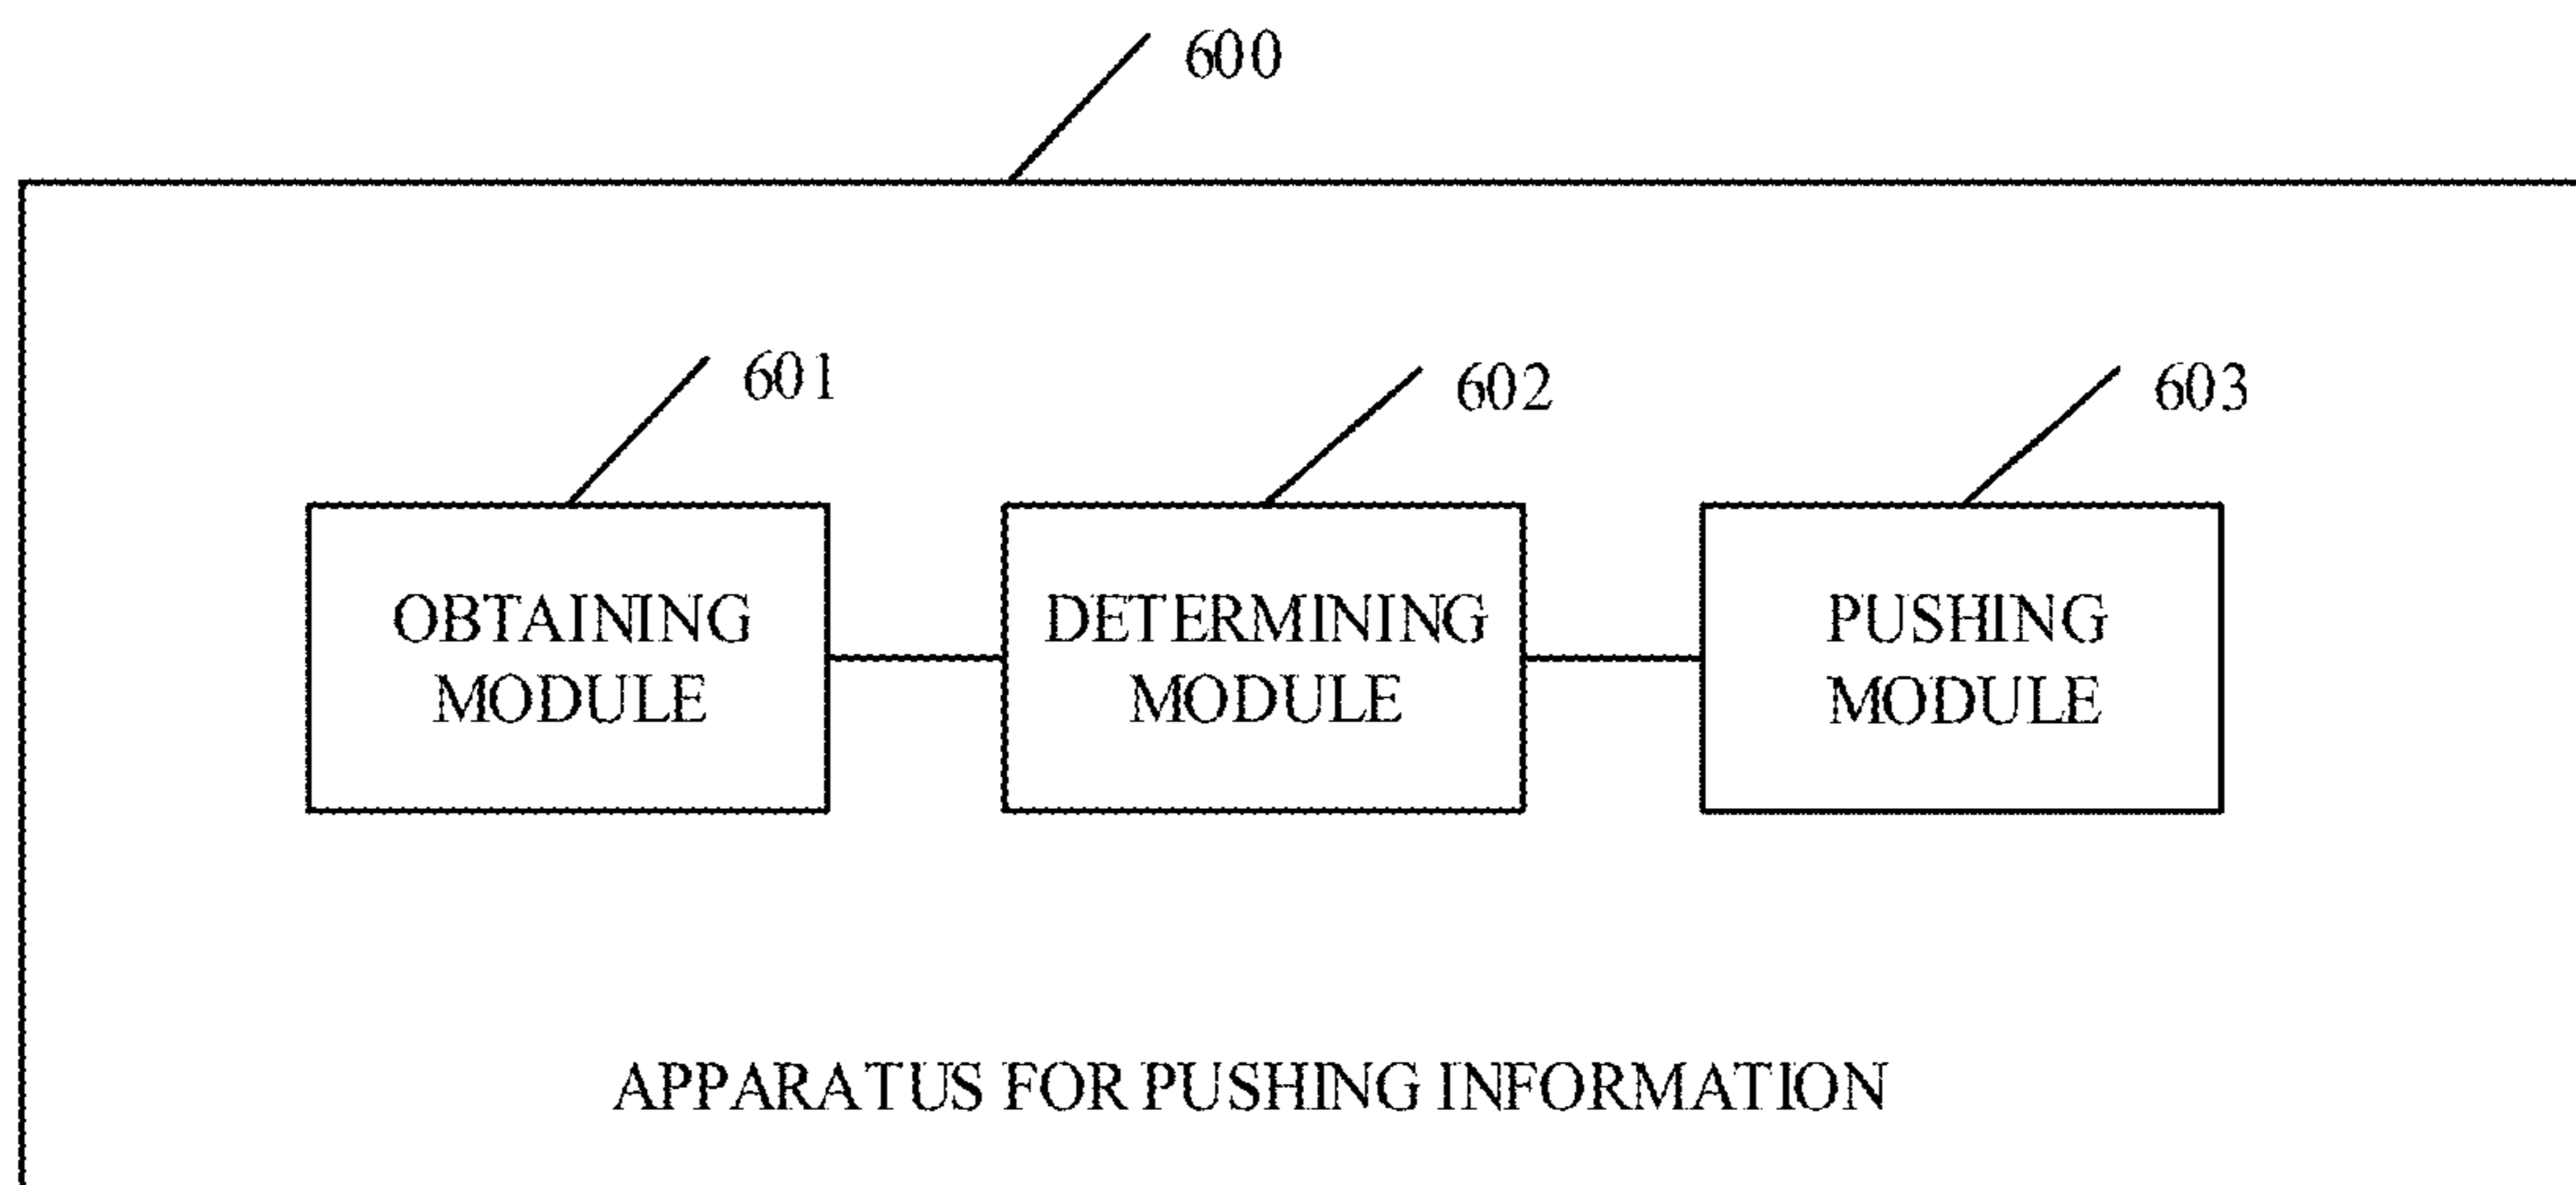 600
601
602
603
OBTAINING
MODULE
DETERMINING
MODULE
PUSHING
MODULE
APPARATUS FOR PUSHING INFORMATION